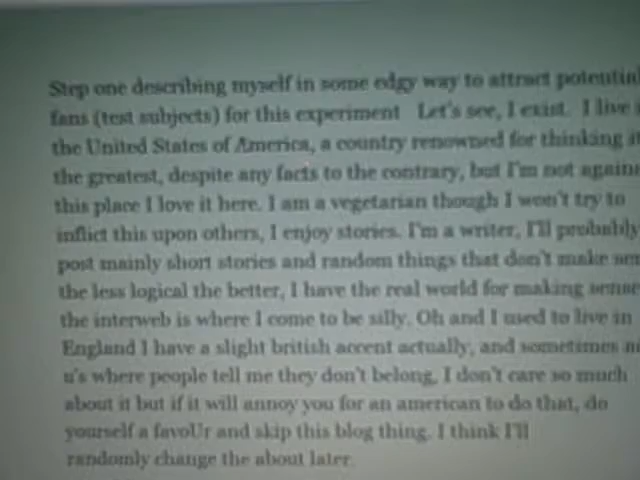 Step one describing myself in some edgy way to attract potential
fans (test subjects) for this experiment Let's see, I exist. I live
the United States of America, a country renowned for thinking
the greatest, despite any facts to the contrary, but I'm not
this place I love it here. I am a vegetarian though I won't try to
inflict this upon others, I enjoy stories. I'm a writer, I'll probably
post mainly short stories and random things that don't make
the less logical the better, I have the real world for making sense
the interweb is where I come to be silly. Oh and I used to live in
England I have a slight british accent actually, and sometimes
u's where people tell me they don't belong, I don't care so much
about it but if it will annoy you for an american to do that, do
yourself a favoUr and skip this blog thing. I think I'll
randomly change the about later.